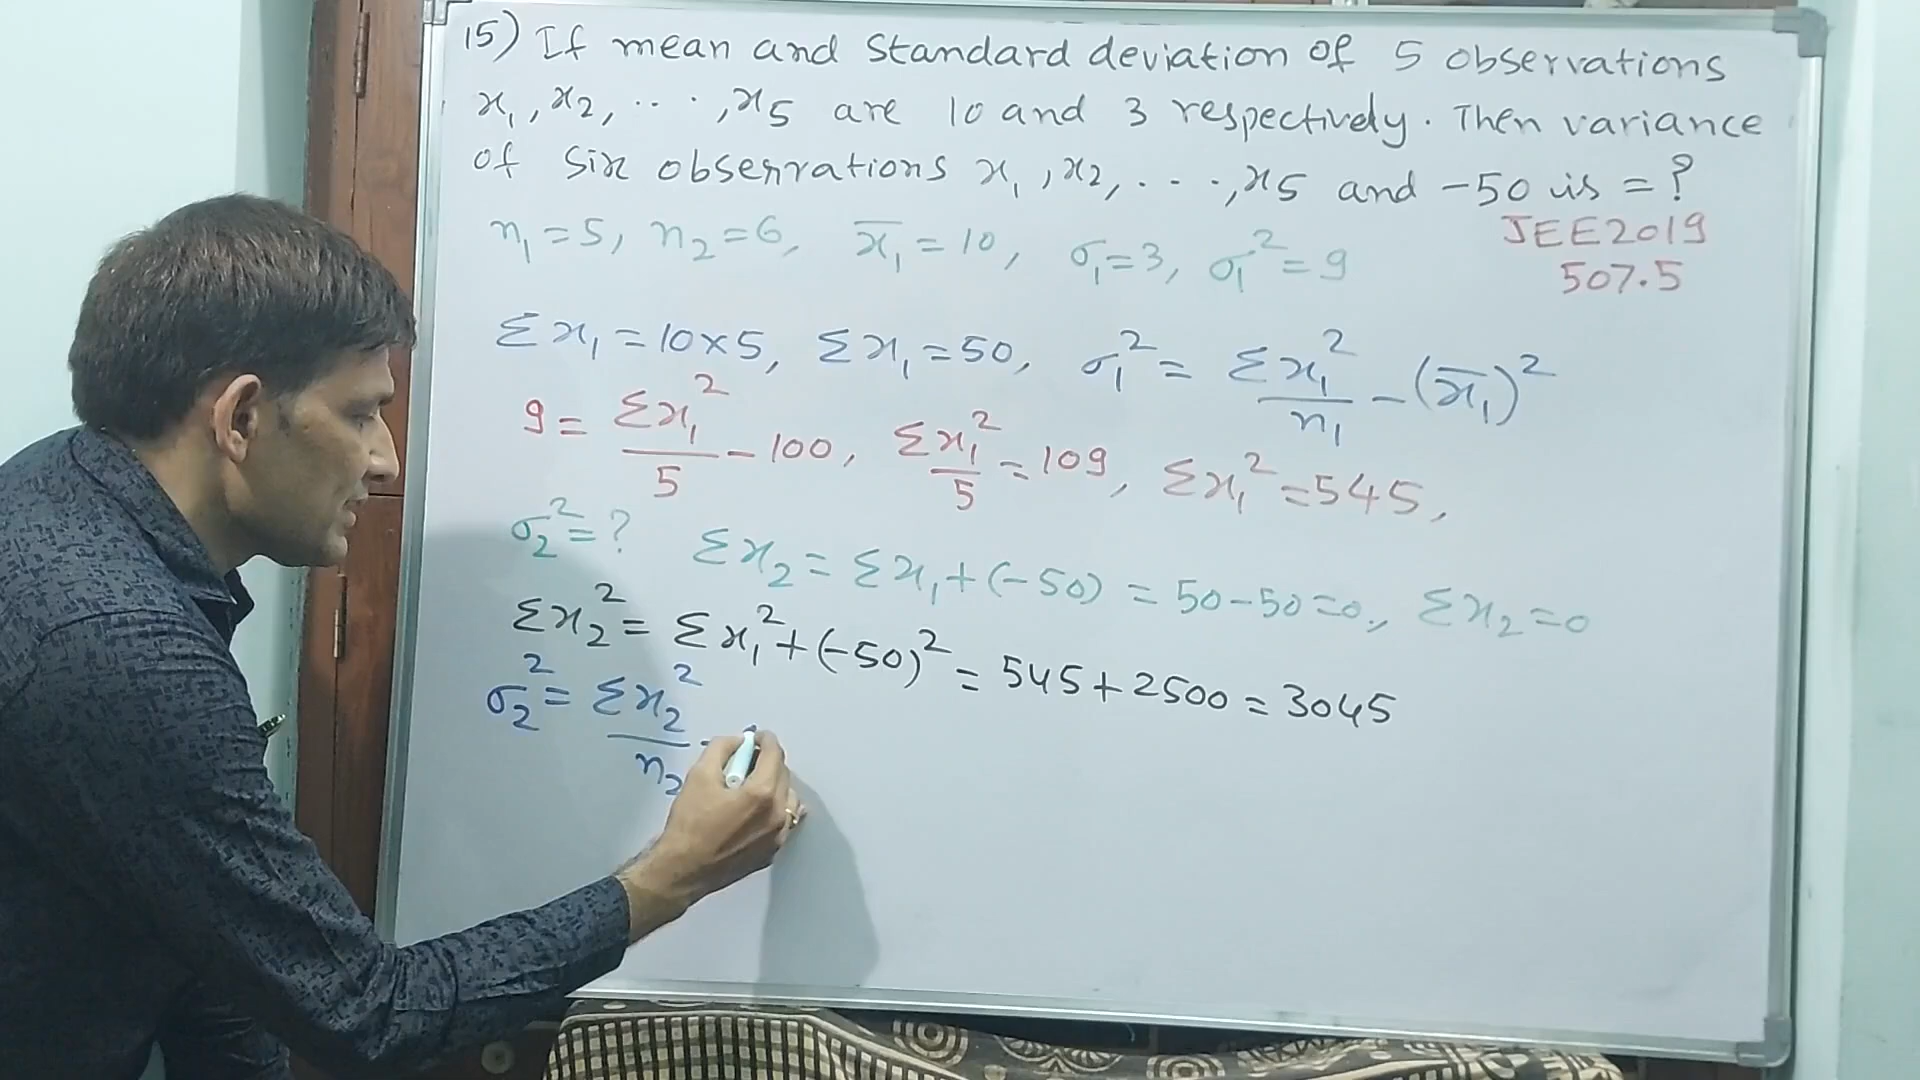 15) If mean and standard deviation of 5 observations
x₁, x₂, ..., x5 are 10 and 3 respectively. Then variance
of six observations x₁, x₂, ..., x5 and -50 is = ?
n₁ = 5, n₂ = 6, x̄₁ = 10, σ₁ = 3, σ₁² = 9
JEE2019
507.5
Σx₁ = 10×5, Σx₁ = 50, σ₁² = Σx₁²/n₁ - (x̄₁)²
9 = Σx₁²/5 - 100, Σx₁²/5 = 109, Σx₁² = 545,
σ₂² = ? Σx₂ = Σx₁ + (-50) = 50-50 = 0, Σx₂ = 0
Σx₂² = Σx₁² + (-50)² = 545 + 2500 = 3045
σ₂² = Σx₂²/n₂ -